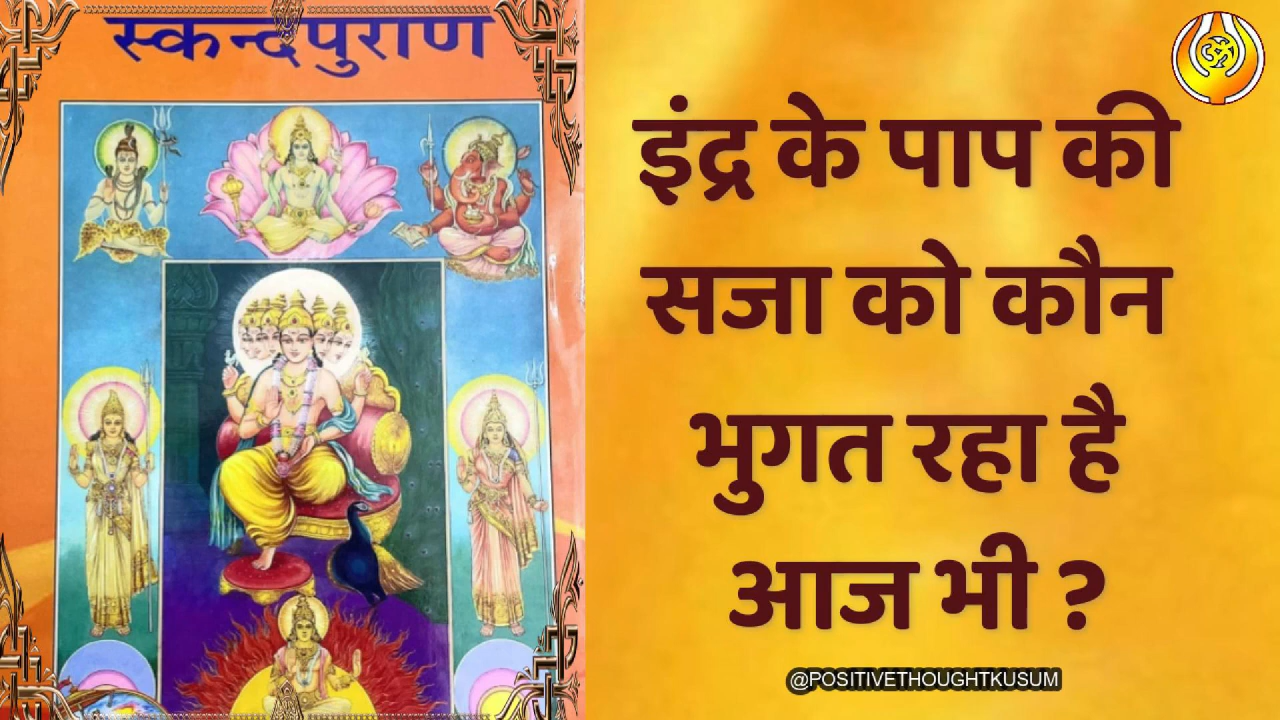 स्कन्दपुराण
इंद्र के पाप की
सजा को कौन
भुगत रहा है
आज भी ?
@POSITIVETHOUGHTKUSUM